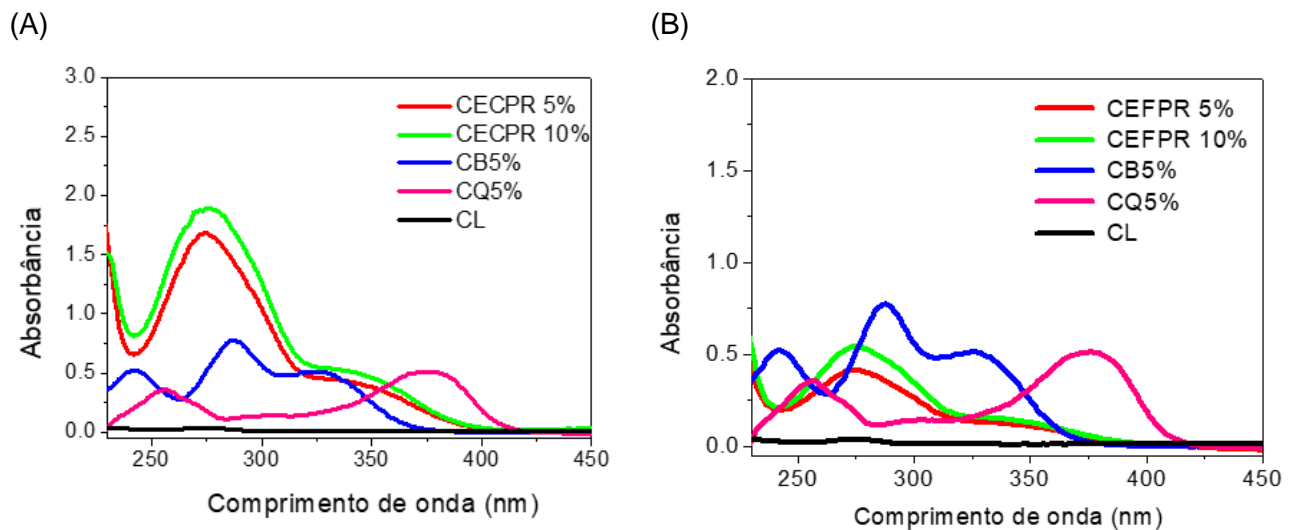 (A)
3.0
2.5
2.0
1.5
1.0
0.5
0.0
Absorbância
CECPR 5%
CECPR 10%
CB5%
CQ5%
CL
250 300 350 400 450
Comprimento de onda (nm)
(B)
2.0
1.5
1.0
0.5
0.0
Absorbância
CEFPR 5%
CEFPR 10%
CB5%
CQ5%
CL
250 300 350 400 450
Comprimento de onda (nm)